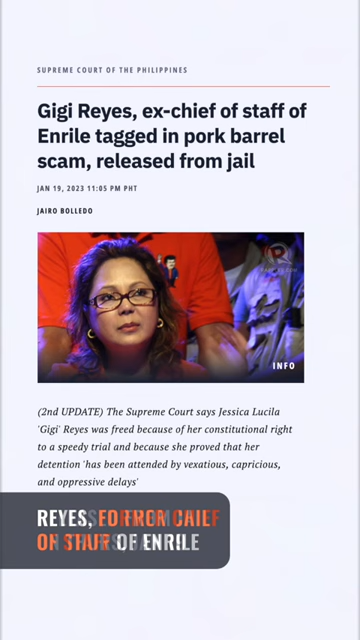 SUPREME COURT OF THE PHILIPPINES
Gigi Reyes, ex-chief of staff of
Enrile tagged in pork barrel
scam, released from jail
JAN 19, 2023 11:05 PM PHT
JAIRO BOLLEDO
INFO
(2nd UPDATE) The Supreme Court says Jessica Lucila
'Gigi' Reyes was freed because of her constitutional right
to a speedy trial and because she proved that her
detention 'has been attended by vexatious, capricious,
and oppressive delays'
REYES,
OF ENRILE